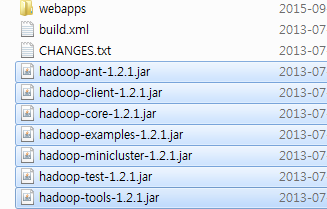 webapps 2015-09
build.xml 2013-07
CHANGES.txt 2013-07
hadoop-ant-1.2.1.jar 2013-07
hadoop-client-1.2.1.jar 2013-07
hadoop-core-1.2.1.jar 2013-07
hadoop-examples-1.2.1.jar 2013-07
hadoop-minicluster-1.2.1.jar 2013-07
hadoop-test-1.2.1.jar 2013-07
hadoop-tools-1.2.1.jar 2013-07